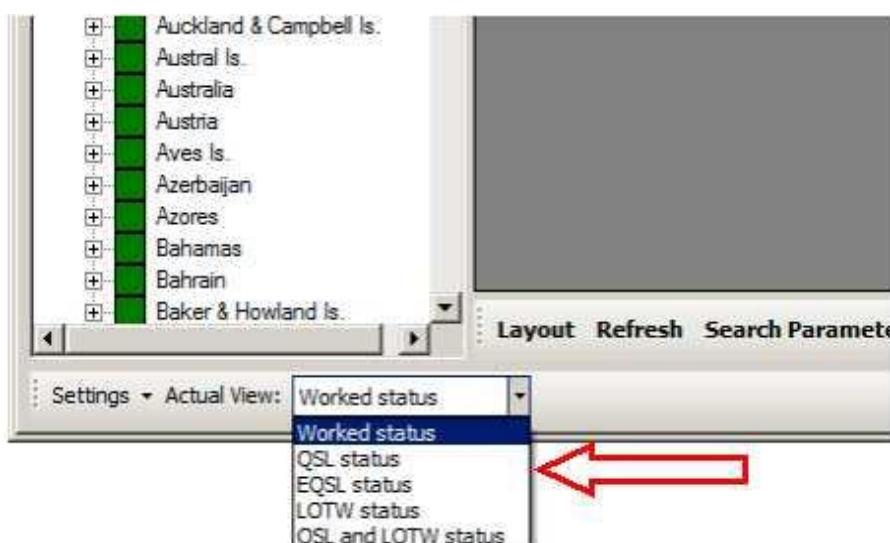 Auckland & Campbell Is.
Austral Is.
Australia
Austria
Aves Is.
Azerbaijan
Azores
Bahamas
Bahrain
Baker & Howland Is.
Layout Refresh Search Paramete
Settings Actual View: Worked status
Worked status
QSL status
EQSL status
LOTW status
QSL and LOTW status